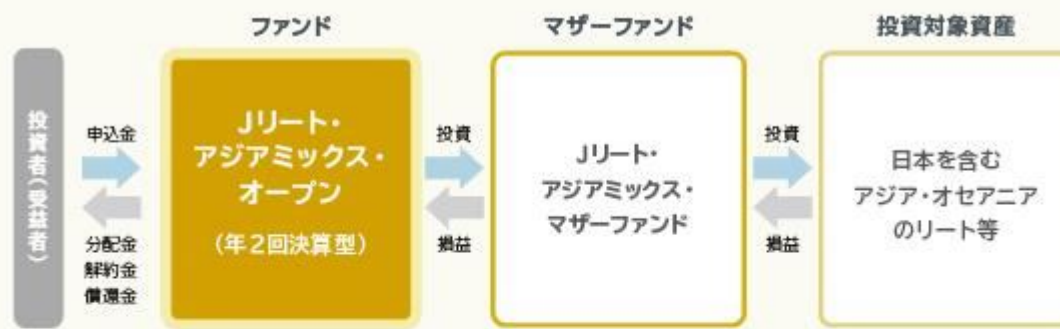 ファンド
マザーファンド
投資対象資産
投資者(受益者)
申込金
分配金
解約金
償還金
Jリート・
アジアミックス・
オープン
(年2回決算型)
投資
損益
Jリート・
アジアミックス・
マザーファンド
投資
損益
日本を含む
アジア・オセアニア
のリート等